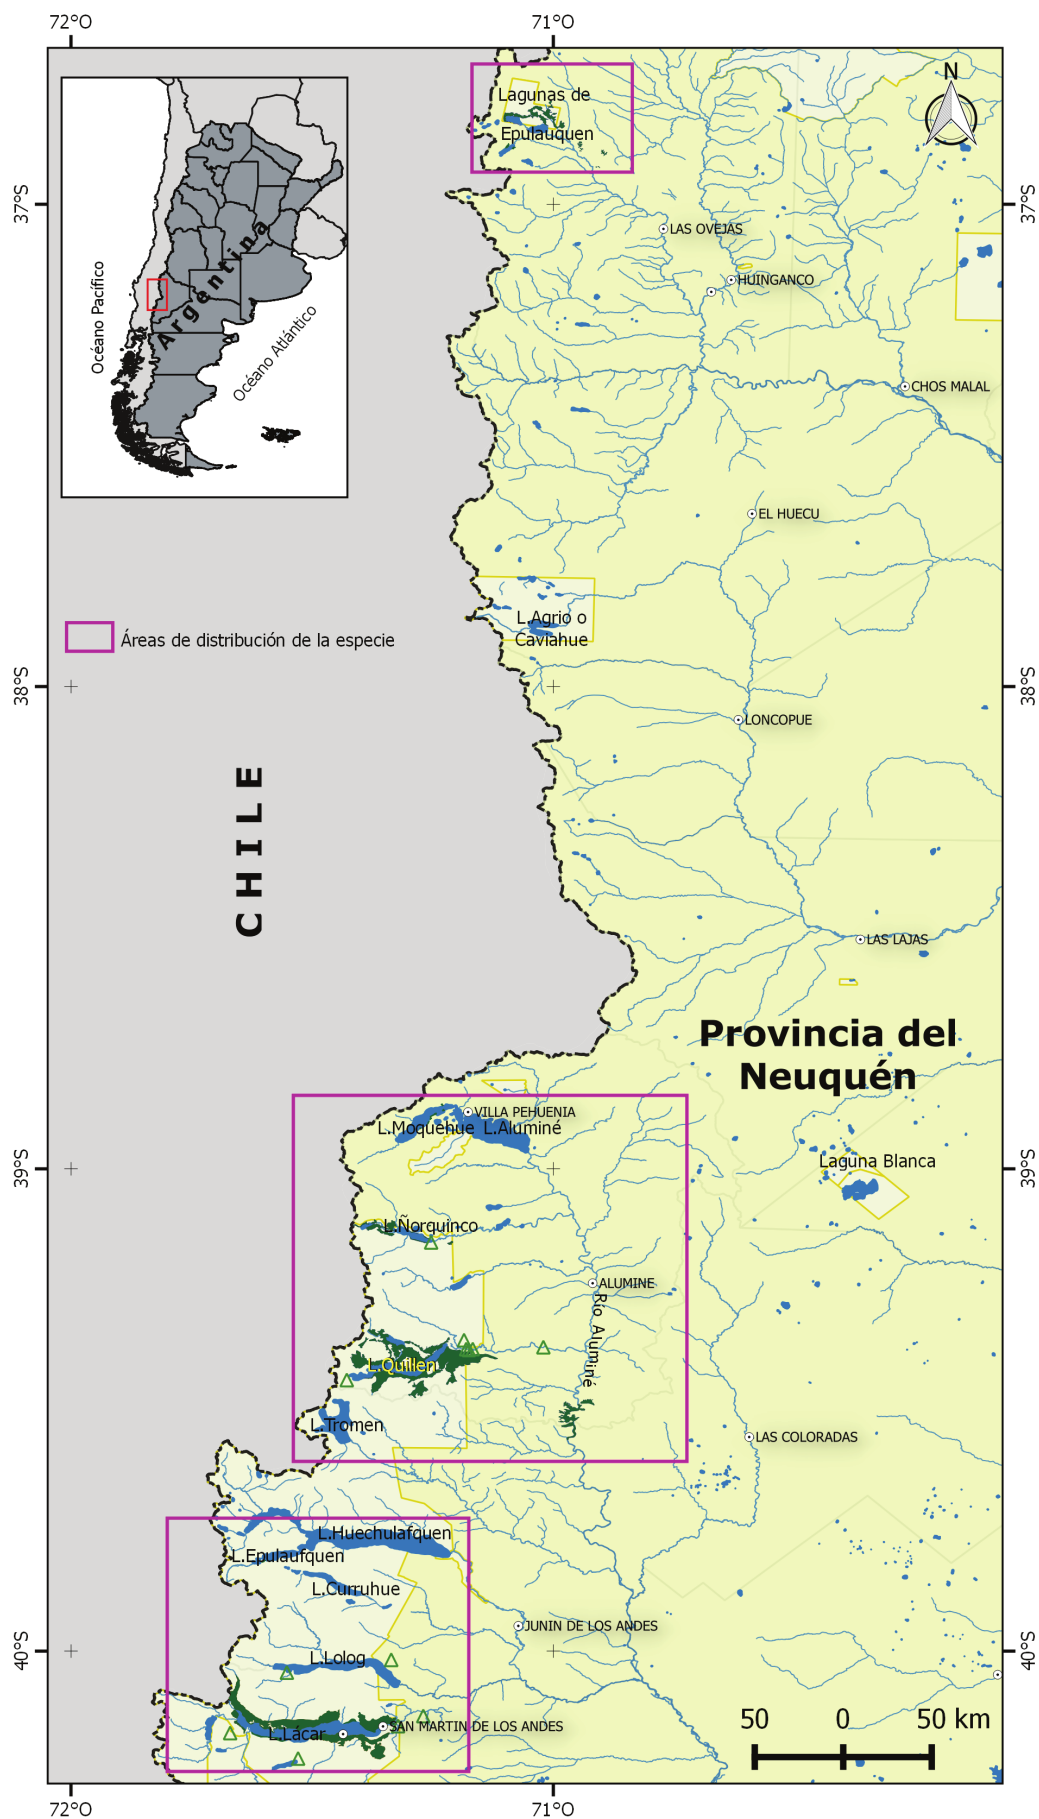 72°O
71°O
N
Lagunas de
Epulauquen
37°S
37°S
LAS OVEJAS
HUINGANCO
Argentina
Océano Pacífico
Océano Atlántico
CHOS MALAL
EL HUECU
L.Agrio o
Caviahue
Áreas de distribución de la especie
38°S
38°S
LONCOPUE
CHILE
LAS LAJAS
Provincia del
Neuquén
VILLA PEHUENIA
L.Moquehue
L.Aluminé
39°S
39°S
Laguna Blanca
L.Ñorquinco
ALUMINE
Río Aluminé
L.Quillen
L.Tromen
LAS COLORADAS
L.Huechulafquen
L.Epulaufquen
L.Curruhue
JUNIN DE LOS ANDES
40°S
40°S
L.Lolog
50 0 50 km
SAN MARTIN DE LOS ANDES
L.Lácar
72°O
71°O